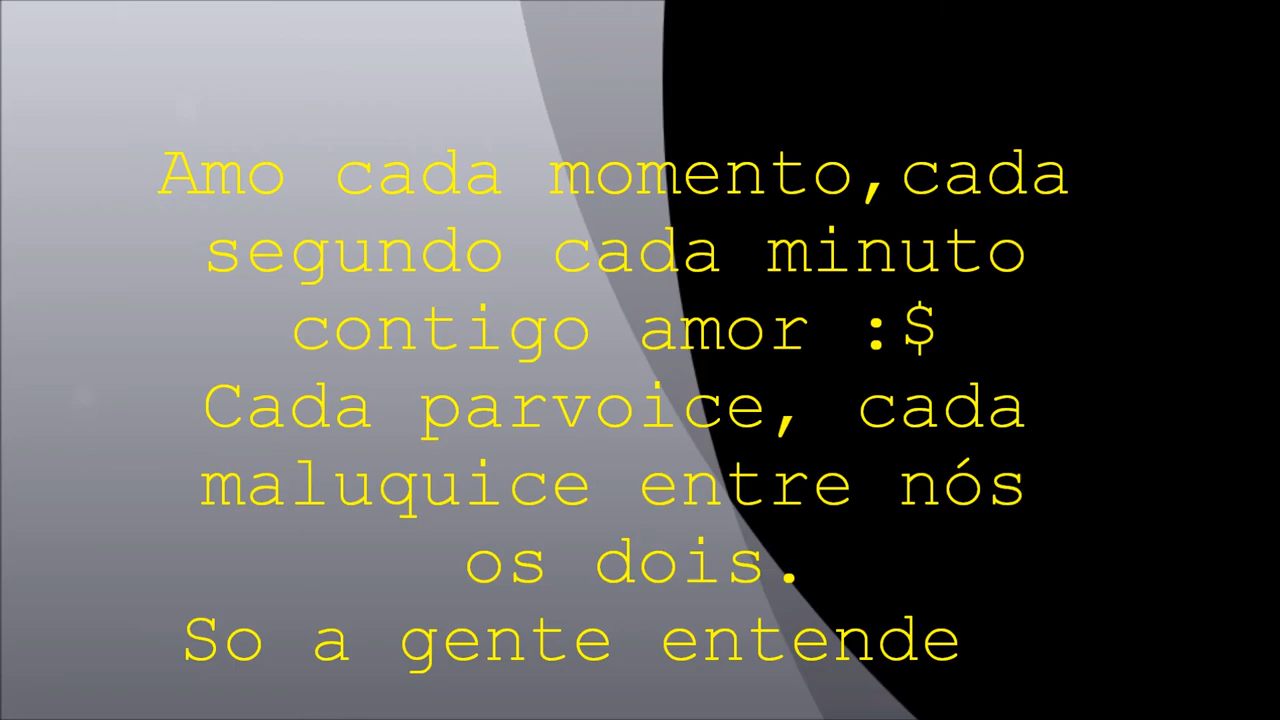 Amo cada momento,cada
segundo cada minuto
contigo amor :$
Cada parvoice, cada
maluquice entre nós
os dois.
So a gente entende